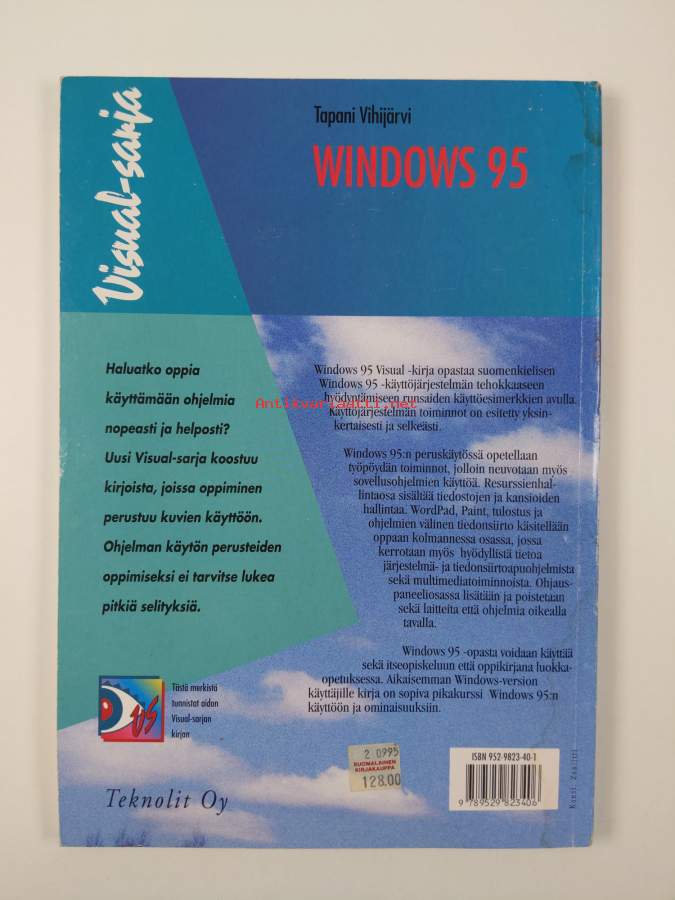 Visual-sarja
Tapani Vihijärvi
WINDOWS 95
Haluatko oppia
käyttämään ohjelmia
nopeasti ja helposti?
Uusi Visual-sarja koostuu
kirjoista, joissa oppiminen
perustuu kuvien käyttöön.
Ohjelman käytön perusteiden
oppimiseksi ei tarvitse lukea
pitkiä selityksiä.
Windows 95 Visual -kirja opastaa suomenkielisen
Windows 95 -käyttöjärjestelmän tehokkaaseen
hyödyntämiseen runsaiden käyttöesimerkkien avulla.
Käyttöjärjestelmän toiminnot on esitetty yksin-
kertaisesti ja selkeästi.
Antikvariaatti.net
Windows 95:n peruskäytössä opetellaan
työpöydän toiminnot, jolloin neuvotaan myös
sovellusohjelmien käyttöä. Resurssienhal-
lintaosa sisältää tiedostojen ja kansioiden
hallintaa. WordPad, Paint, tulostus ja
ohjelmien välinen tiedonsiirto käsitellään
oppaan kolmannessa osassa, jossa
kerrotaan myös hyödyllistä tietoa
järjestelmä- ja tiedonsiirtoapuohjelmista
sekä multimediatoiminnoista. Ohjaus-
paneeliosassa lisätään ja poistetaan
sekä laitteita että ohjelmia oikealla
tavalla.
Windows 95 -opasta voidaan käyttää
sekä itseopiskeluun että oppikirjana luokka-
opetuksessa. Aikaisemman Windows-version
käyttäjille kirja on sopiva pikakurssi Windows 95:n
käyttöön ja ominaisuuksiin.
VS
Tästä merkistä
tunnistat aidon
Visual-sarjan
kirjan
Teknolit Oy
2 0995
SUOMALAINEN
KIRJAKAUPPA
128.00
ISBN 952-9823-40-1
9 789529 823406